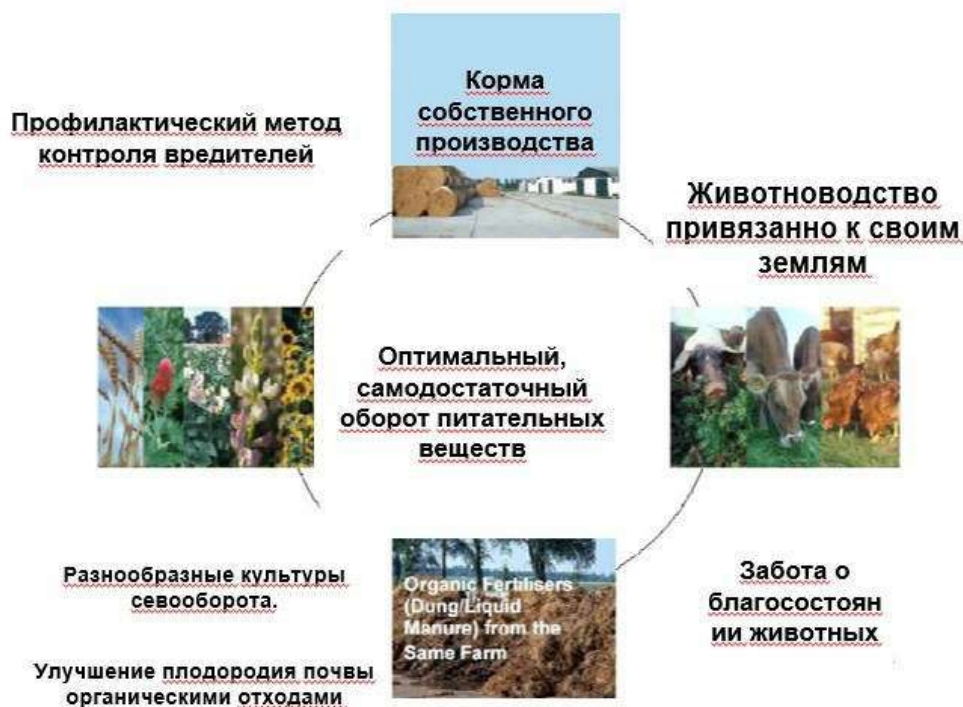 Корма
собственного
производства
Профилактический метод
контроля вредителей
Животноводство
привязанно к своим
землям
Оптимальный,
самодостаточный
оборот питательных
веществ
Organic Fertilisers
(Dung/Liquid
Manure) from the
Same Farm
Разнообразные культуры
севооборота.
Забота о
благосостоян
ии животных
Улучшение плодородия почвы
органическими отходами